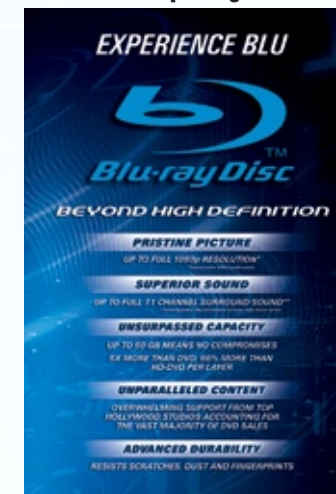 EXPERIENCE BLU
TM
Blu-ray Disc
BEYOND HIGH DEFINITION
PRISTINE PICTURE
UP TO FULL 1080p RESOLUTION*
SUPERIOR SOUND
UP TO FULL 7.1 CHANNEL SURROUND SOUND**
UNSURPASSED CAPACITY
UP TO 50 GB MEANS NO COMPROMISES
5X MORE THAN DVD, 66% MORE THAN
HD-DVD PER LAYER
UNPARALLELED CONTENT
OVERWHELMING SUPPORT FROM TOP
HOLLYWOOD STUDIOS ACCOUNTING FOR
THE VAST MAJORITY OF DVD SALES
ADVANCED DURABILITY
RESISTS SCRATCHES, DUST AND FINGERPRINTS